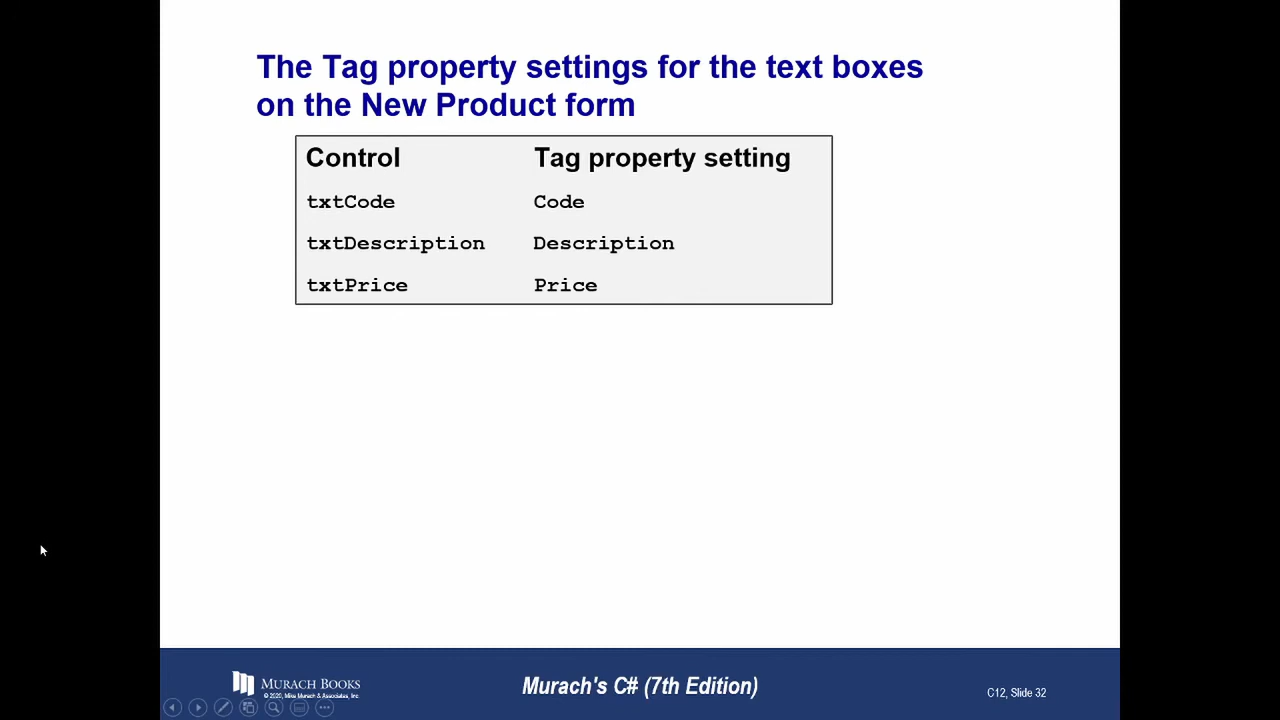 The Tag property settings for the text boxes
on the New Product form
Control Tag property setting
txtCode Code
txtDescription Description
txtPrice Price
MURACH BOOKS
© 2020, Mike Murach & Associates, Inc.
Murach's C# (7th Edition)
C12, Slide 32